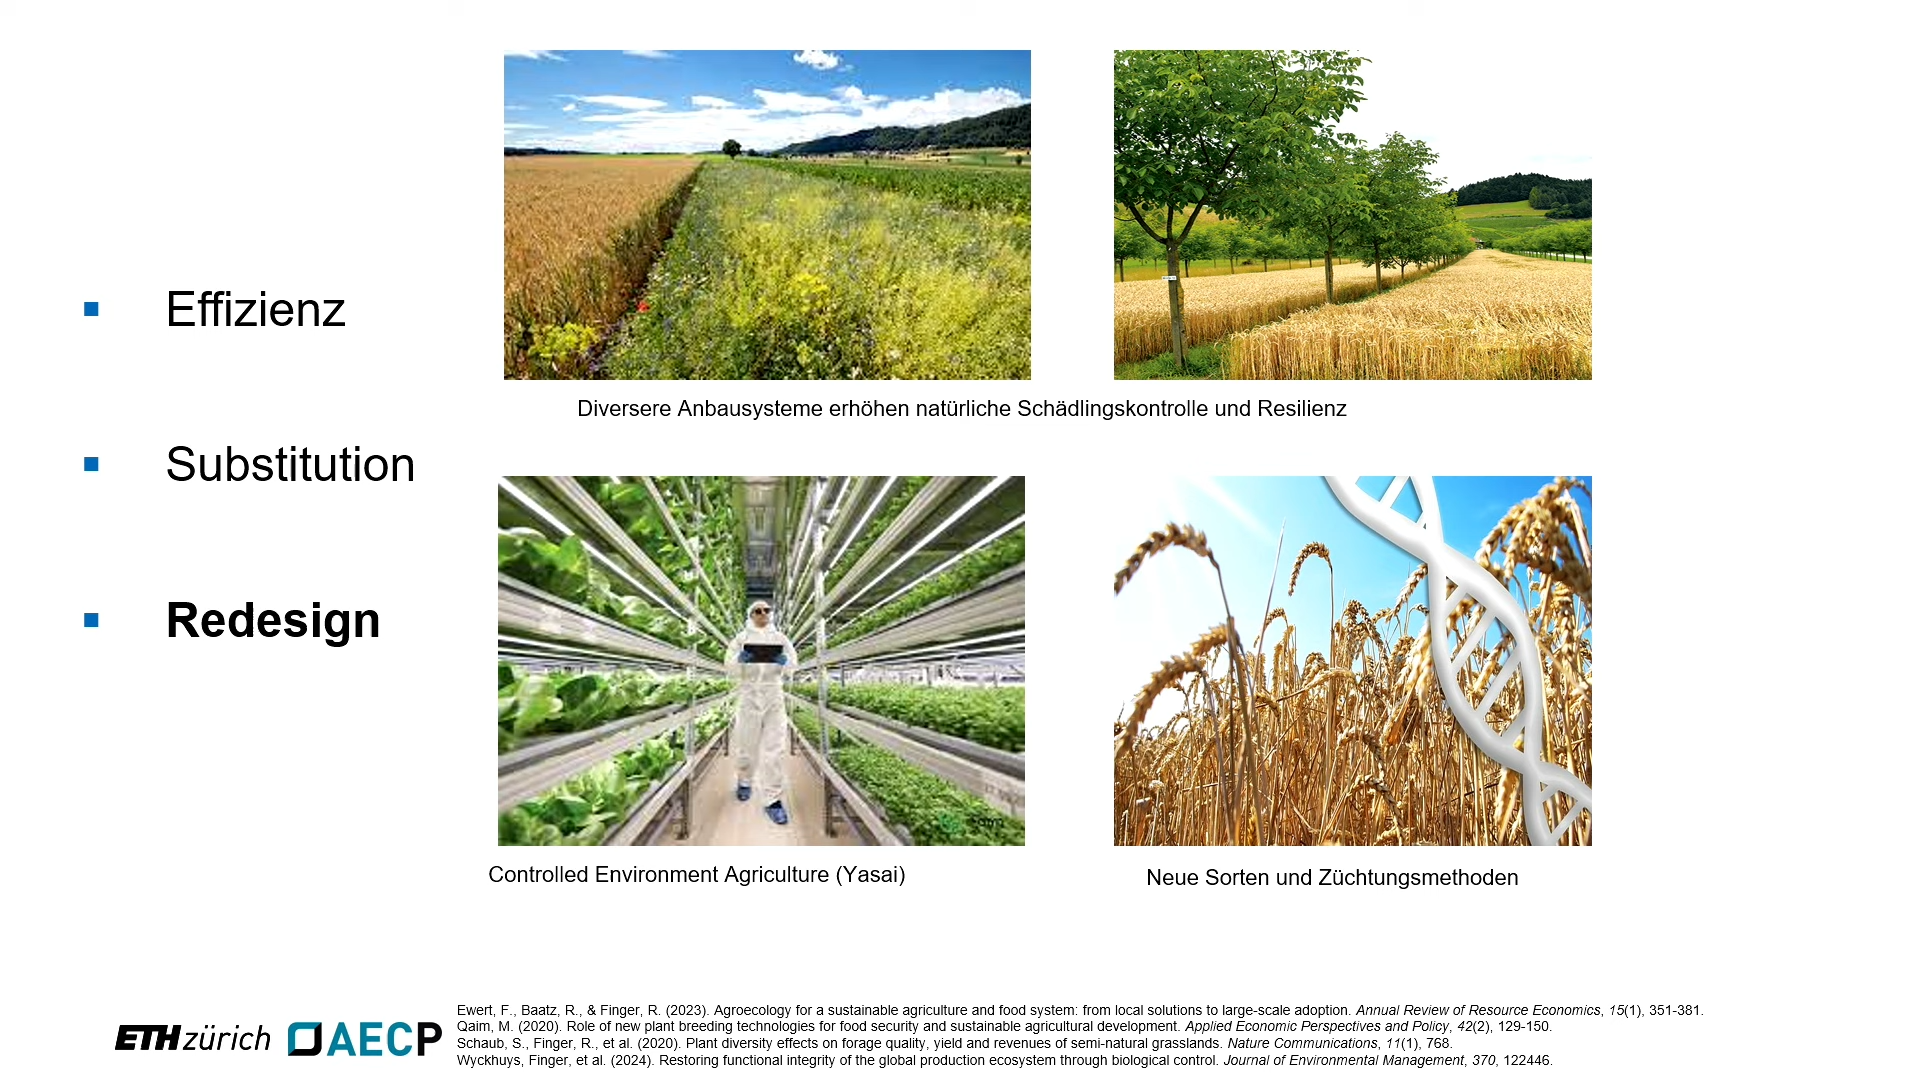 Effizienz
Substitution
Redesign
Diversere Anbausysteme erhöhen natürliche Schädlingskontrolle und Resilienz
Controlled Environment Agriculture (Yasai)
Neue Sorten und Züchtungsmethoden
ETH zürich AECP
Ewert, F., Baatz, R., & Finger, R. (2023). Agroecology for a sustainable agriculture and food system: from local solutions to large-scale adoption. Annual Review of Resource Economics, 15(1), 351-381.
Qaim, M. (2020). Role of new plant breeding technologies for food security and sustainable agricultural development. Applied Economic Perspectives and Policy, 42(2), 129-150.
Schaub, S., Finger, R., et al. (2020). Plant diversity effects on forage quality, yield and revenues of semi-natural grasslands. Nature Communications, 11(1), 768.
Wyckhuys, Finger, et al. (2024). Restoring functional integrity of the global production ecosystem through biological control. Journal of Environmental Management, 370, 122446.